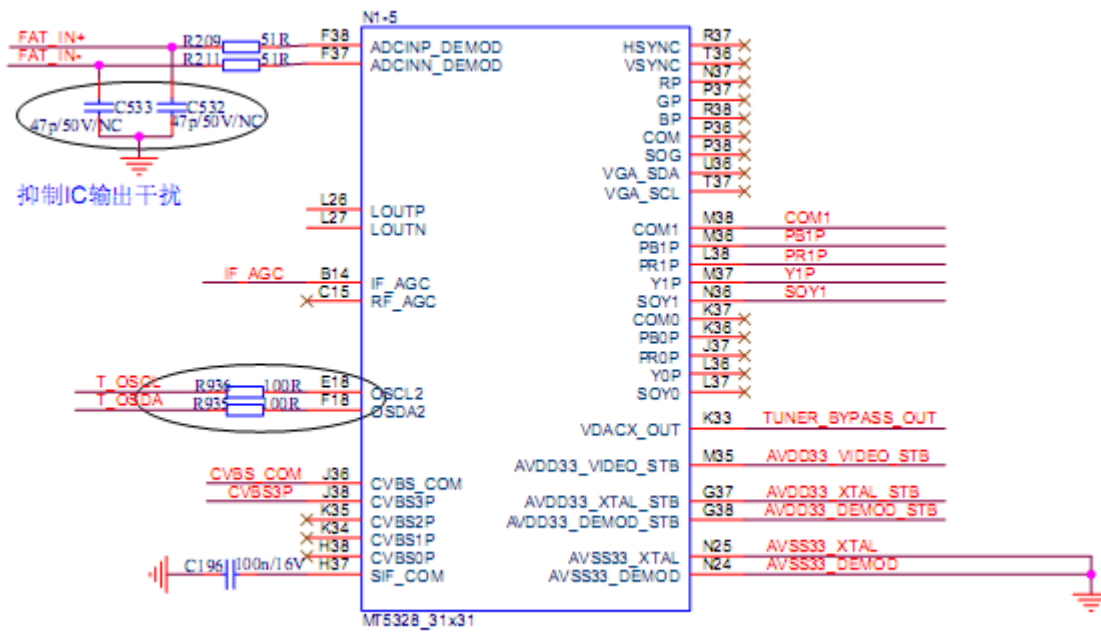 N1-5
FAT_IN+ R209 51R F38 ADCINP_DEMOD
FAT_IN- R211 51R F37 ADCINN_DEMOD
C533 C532
47p/50V/NC 47p/50V/NC
抑制IC输出干扰
L26 LOUTP
L27 LOUTN
IF_AGC B14 IF_AGC
C15 RF_AGC
T_OSCL R936 100R E18 OSCL2
T_OSDA R935 100R F18 OSDA2
CVBS_COM J36 CVBS_COM
CVBS3P J38 CVBS3P
K35 CVBS2P
K34 CVBS1P
H38 CVBS0P
C196 100n/16V H37 SIF_COM
HSYNC R37
VSYNC T36
RP N37
GP P37
BP R38
COM P36
SOG P38
VGA_SDA U36
VGA_SCL T37
COM1 M38 COM1
PB1P M36 PB1P
PR1P L38 PR1P
Y1P M37 Y1P
SOY1 N36 SOY1
COM0 K37
PB0P K36
PR0P J37
Y0P L36
SOY0 L37
VDACX_OUT K33 TUNER_BYPASS_OUT
AVDD33_VIDEO_STB M35 AVDD33_VIDEO_STB
AVDD33_XTAL_STB G37 AVDD33_XTAL_STB
AVDD33_DEMOD_STB G38 AVDD33_DEMOD_STB
AVSS33_XTAL N25 AVSS33_XTAL
AVSS33_DEMOD N24 AVSS33_DEMOD
MT5328_31x31